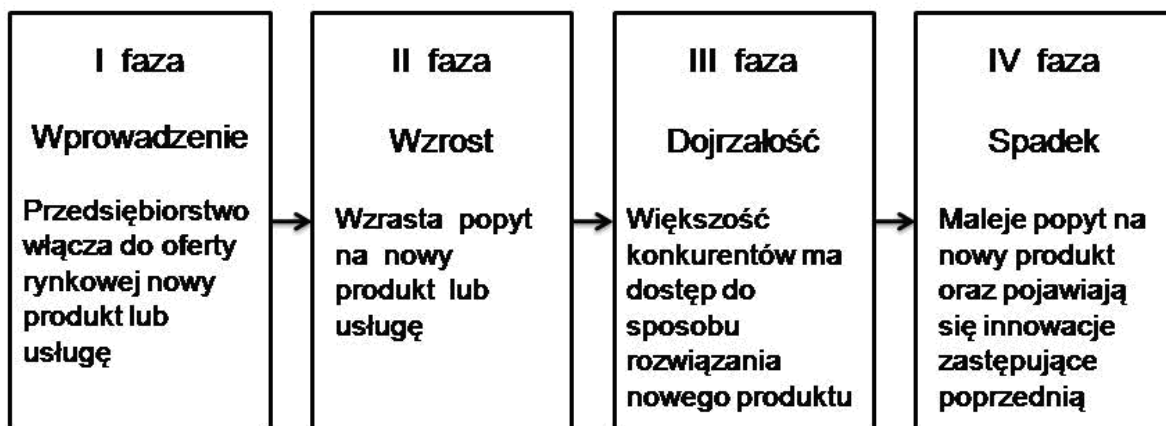 I faza
Wprowadzenie
Przedsiębiorstwo
włącza do oferty
rynkowej nowy
produkt lub
usługę
II faza
Wzrost
Wzrasta popyt
na nowy
produkt lub
usługę
III faza
Dojrzałość
Większość
konkurentów ma
dostęp do
sposobu
rozwiązania
nowego produktu
IV faza
Spadek
Maleje popyt na
nowy produkt
oraz pojawiają
się innowacje
zastępujące
poprzednią